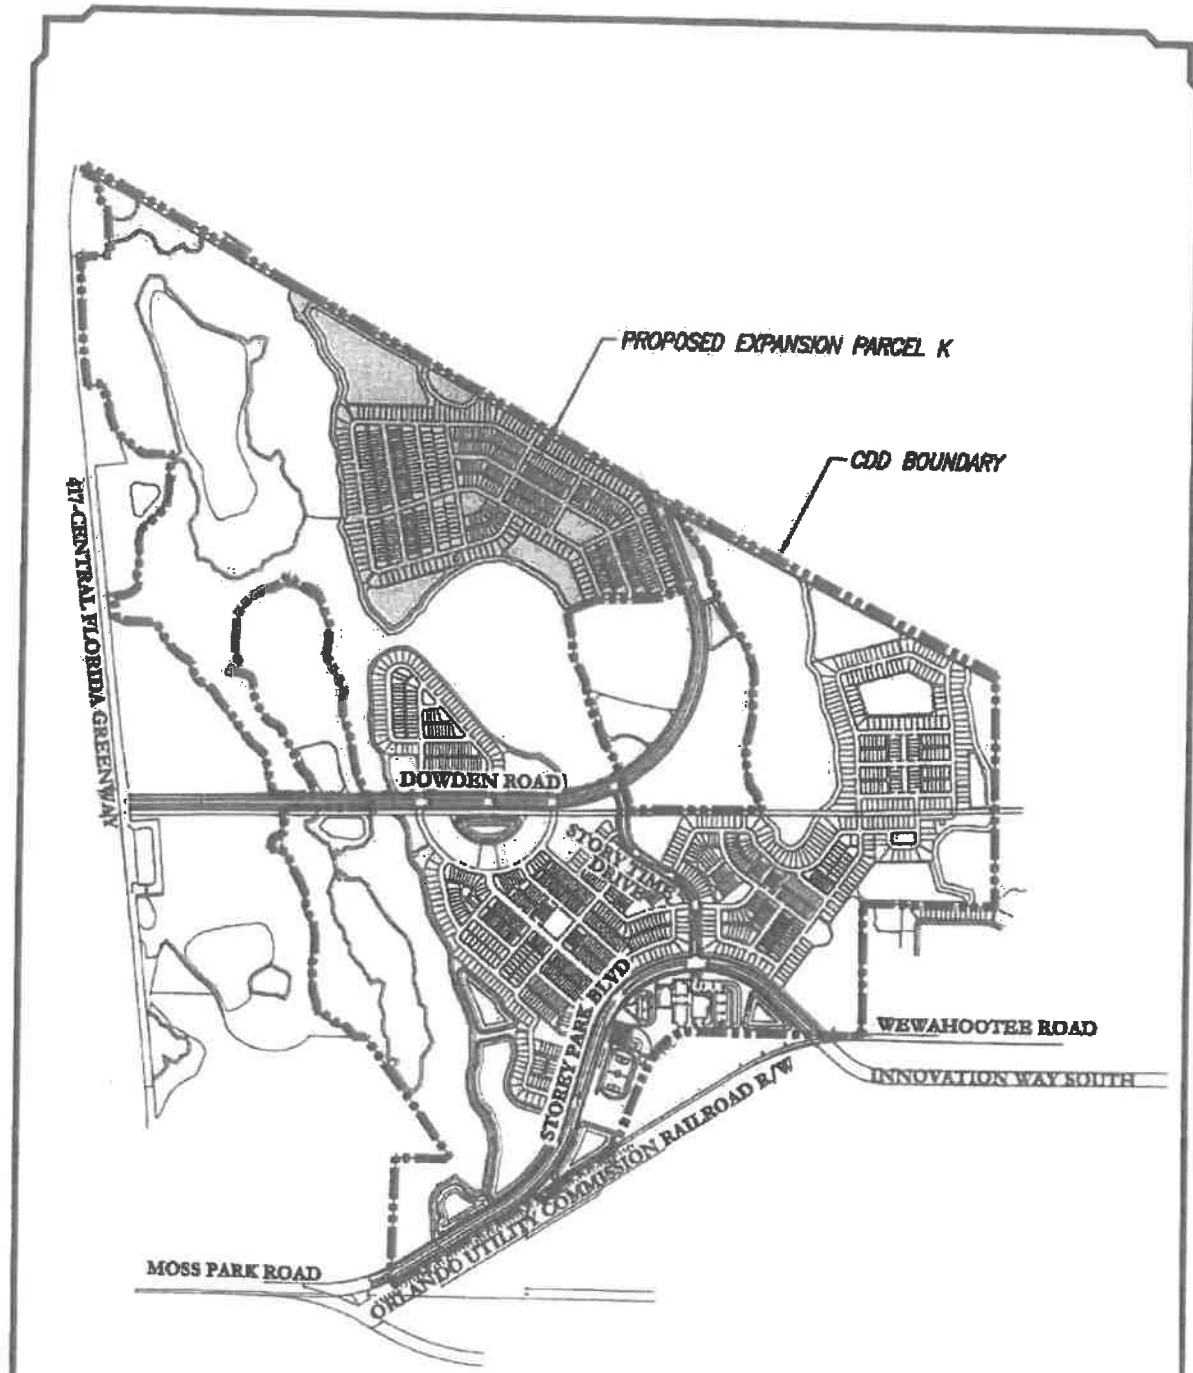 PROPOSED EXPANSION PARCEL K
CDD BOUNDARY
417-CENTRAL FLORIDA GREENWAY
DOWDEN ROAD
STORY TIME
DRIVE
STOREY PARK BLVD
WEWAHOOTEE ROAD
INNOVATION WAY SOUTH
ORLANDO UTILITY COMMISSION RAILROAD R/W
MOSS PARK ROAD